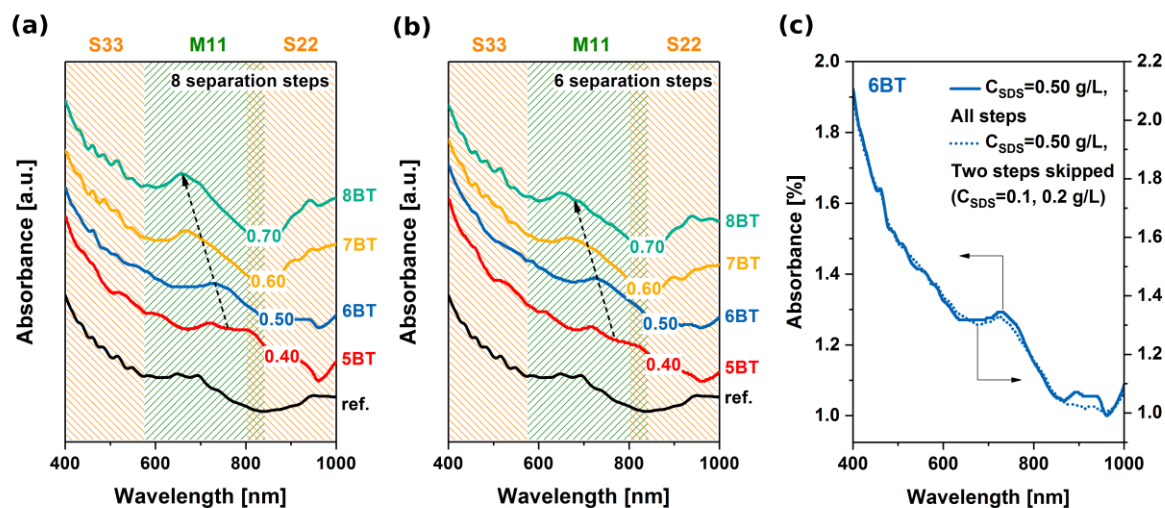 (a)
S33 M11 S22
8 separation steps
8BT
0.70
7BT
0.60
6BT
0.50
5BT
0.40
ref.
Absorbance [a.u.]
400 600 800 1000
Wavelength [nm]
(b)
S33 M11 S22
6 separation steps
8BT
0.70
7BT
0.60
6BT
0.50
5BT
0.40
ref.
Absorbance [a.u.]
400 600 800 1000
Wavelength [nm]
(c)
6BT
C_SDS=0.50 g/L,
All steps
C_SDS=0.50 g/L,
Two steps skipped
(C_SDS=0.1, 0.2 g/L)
Absorbance [%]
2.0
1.8
1.6
1.4
1.2
1.0
2.2
2.0
1.8
1.6
1.4
1.2
1.0
400 600 800 1000
Wavelength [nm]